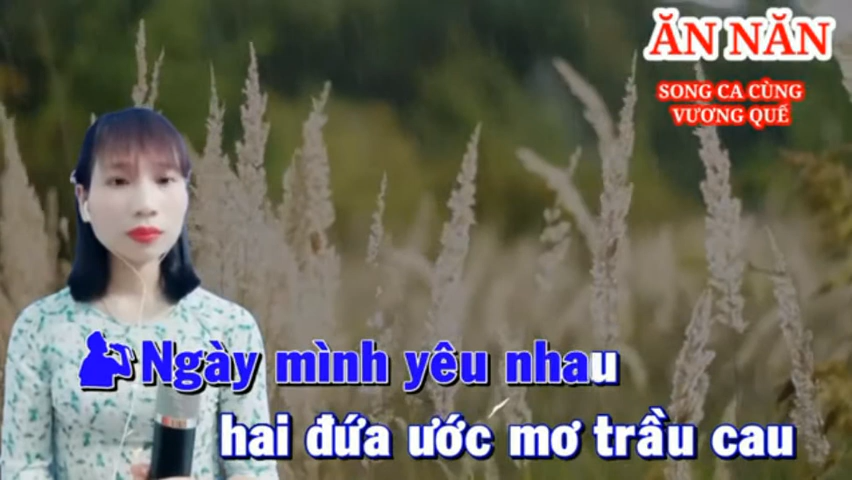 ĂN NĂN
SONG CA CÙNG
VƯƠNG QUẾ
Ngày mình yêu nhau
hai đứa ước mơ trầu cau